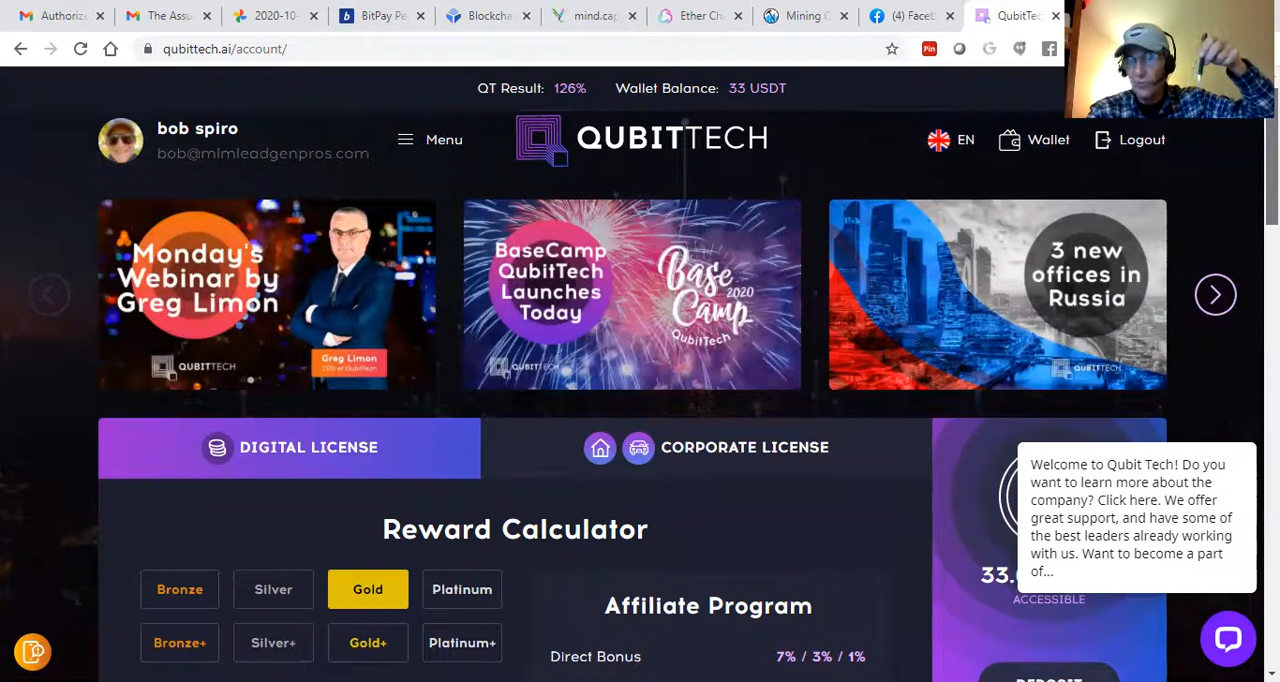 Authoriz
The Assu
2020-10-
BitPay Pe
Blockcha
mind.cap
Ether Ch
Mining C
(4) Face
QubitTec
qubittech.ai/account/
Pin
QT Result: 126% Wallet Balance: 33 USDT
bob spiro
bob@mlmleadgenpros.com
Menu
QUBITTECH
EN
Wallet
Logout
Monday's
Webinar by
Greg Limon
Greg Limon
QUBITTECH
BaseCamp
QubitTech
Launches
Today
Base
Camp
2020
QubitTech
QUBITTECH
3 new
offices in
Russia
QUBITTECH
DIGITAL LICENSE
CORPORATE LICENSE
Reward Calculator
Bronze Silver Gold Platinum
Bronze+ Silver+ Gold+ Platinum+
Affiliate Program
Direct Bonus 7% / 3% / 1%
33.
ACCESSIBLE
Welcome to Qubit Tech! Do you
want to learn more about the
company? Click here. We offer
great support, and have some of
the best leaders already working
with us. Want to become a part
of...
DEPOSIT